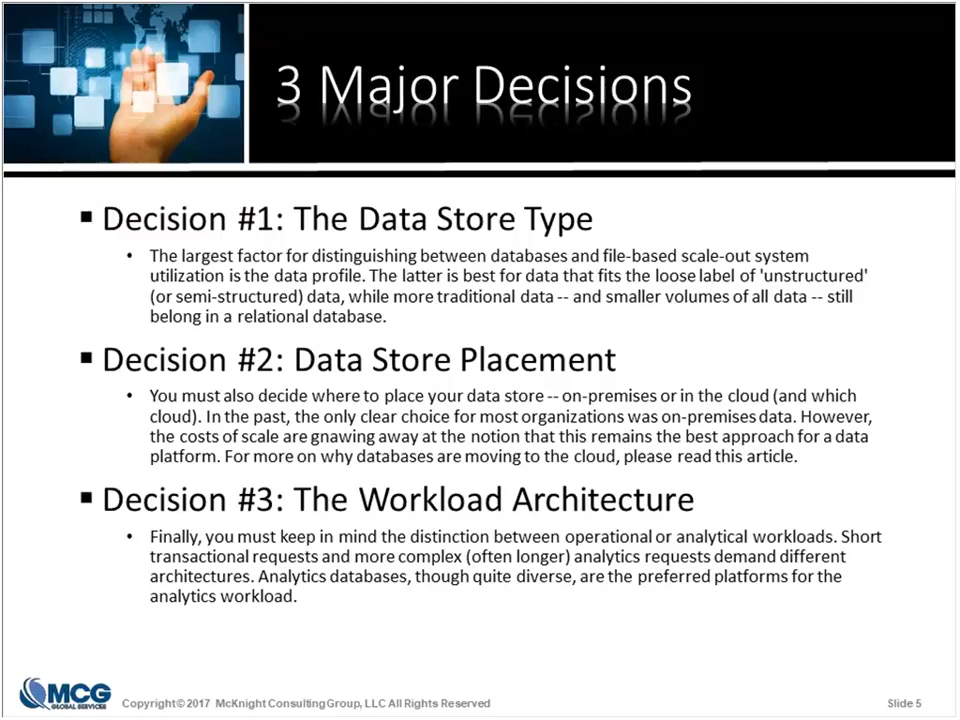 3 Major Decisions
▪ Decision #1: The Data Store Type
• The largest factor for distinguishing between databases and file-based scale-out system
utilization is the data profile. The latter is best for data that fits the loose label of 'unstructured'
(or semi-structured) data, while more traditional data -- and smaller volumes of all data -- still
belong in a relational database.
▪ Decision #2: Data Store Placement
• You must also decide where to place your data store -- on-premises or in the cloud (and which
cloud). In the past, the only clear choice for most organizations was on-premises data. However,
the costs of scale are gnawing away at the notion that this remains the best approach for a data
platform. For more on why databases are moving to the cloud, please read this article.
▪ Decision #3: The Workload Architecture
• Finally, you must keep in mind the distinction between operational or analytical workloads. Short
transactional requests and more complex (often longer) analytics requests demand different
architectures. Analytics databases, though quite diverse, are the preferred platforms for the
analytics workload.
MCG
GLOBAL SERVICES
Copyright© 2017 McKnight Consulting Group, LLC All Rights Reserved
Slide 5